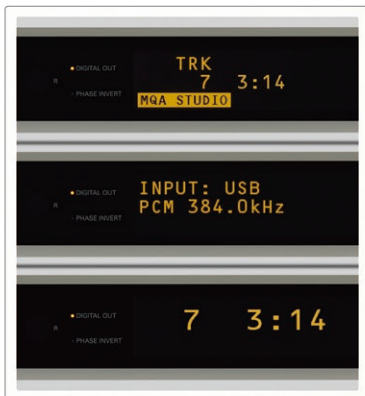 TRK
DIGITAL OUT
7 3:14
R
PHASE INVERT
MQA STUDIO
INPUT: USB
DIGITAL OUT
PCM 384.0kHz
R
PHASE INVERT
DIGITAL OUT
7 3:14
R
PHASE INVERT